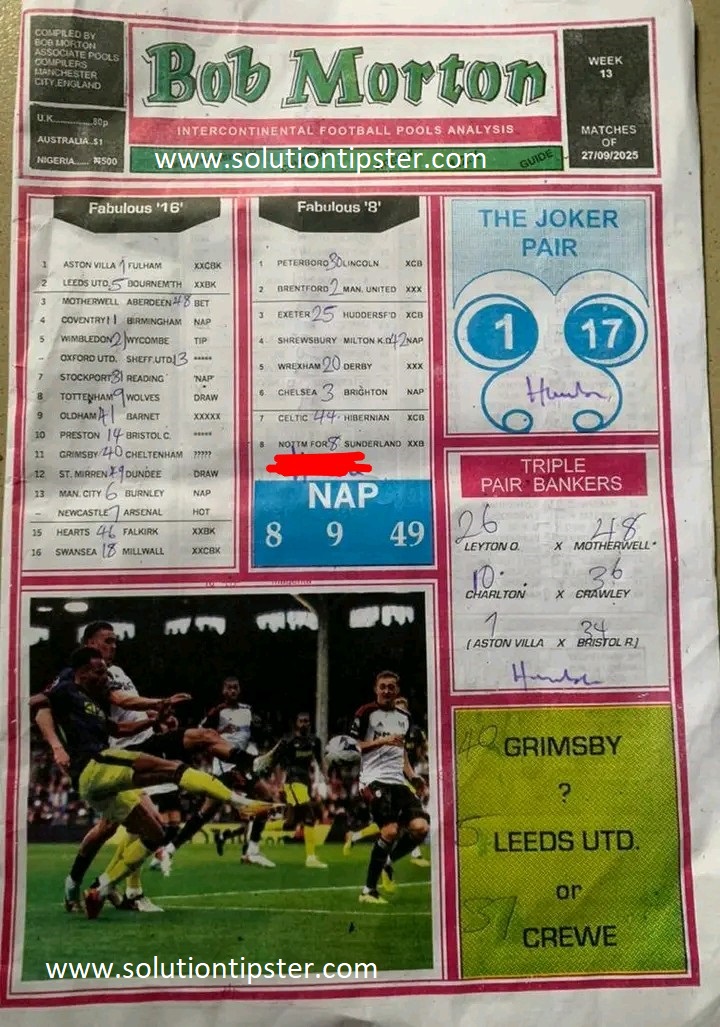 COMPILED BY
BOB MORTON
ASSOCIATE POOLS
COMPILERS
MANCHESTER
CITY,ENGLAND
U.K..............80p
AUSTRALIA.$1
NIGERIA...... ₦500
Bob Morton
INTERCONTINENTAL FOOTBALL POOLS ANALYSIS
www.solutiontipster.com
GUIDE
WEEK
13
MATCHES
OF
27/09/2025
Fabulous '16'
1 ASTON VILLA 1 FULHAM XXCBK
2 LEEDS UTD. 5 BOURNEM'TH XXBK
3 MOTHERWELL ABERDEEN 48 BET
4 COVENTRY 11 BIRMINGHAM NAP
5 WIMBLEDON 21 WYCOMBE TIP
- OXFORD UTD. SHEFF.UTD 13 *****
7 STOCKPORT 31 READING 'NAP'
8 TOTTENHAM 9 WOLVES DRAW
9 OLDHAM 41 BARNET XXXXX
10 PRESTON 14 BRISTOL C. *****
11 GRIMSBY 40 CHELTENHAM ?????
12 ST. MIRREN 49 DUNDEE DRAW
13 MAN. CITY 6 BURNLEY NAP
- NEWCASTLE 7 ARSENAL HOT
15 HEARTS 46 FALKIRK XXBK
16 SWANSEA 18 MILLWALL XXCBK
Fabulous '8'
1 PETERBORO 30 LINCOLN XCB
2 BRENTFORD 2 MAN. UNITED XXX
3 EXETER 25 HUDDERSF'D XCB
4 SHREWSBURY MILTON K.D 42 NAP
5 WREXHAM 20 DERBY XXX
6 CHELSEA 3 BRIGHTON NAP
7 CELTIC 44 HIBERNIAN XCB
8 NOTTM FOR 8 SUNDERLAND XXB
NAP
8 9 49
THE JOKER
PAIR
1 17
TRIPLE
PAIR BANKERS
26 48
LEYTON O. X MOTHERWELL*
10 36
CHARLTON X CRAWLEY
1 34
( ASTON VILLA X BRISTOL R.]
40 GRIMSBY
?
5 LEEDS UTD.
or
37 CREWE
www.solutiontipster.com